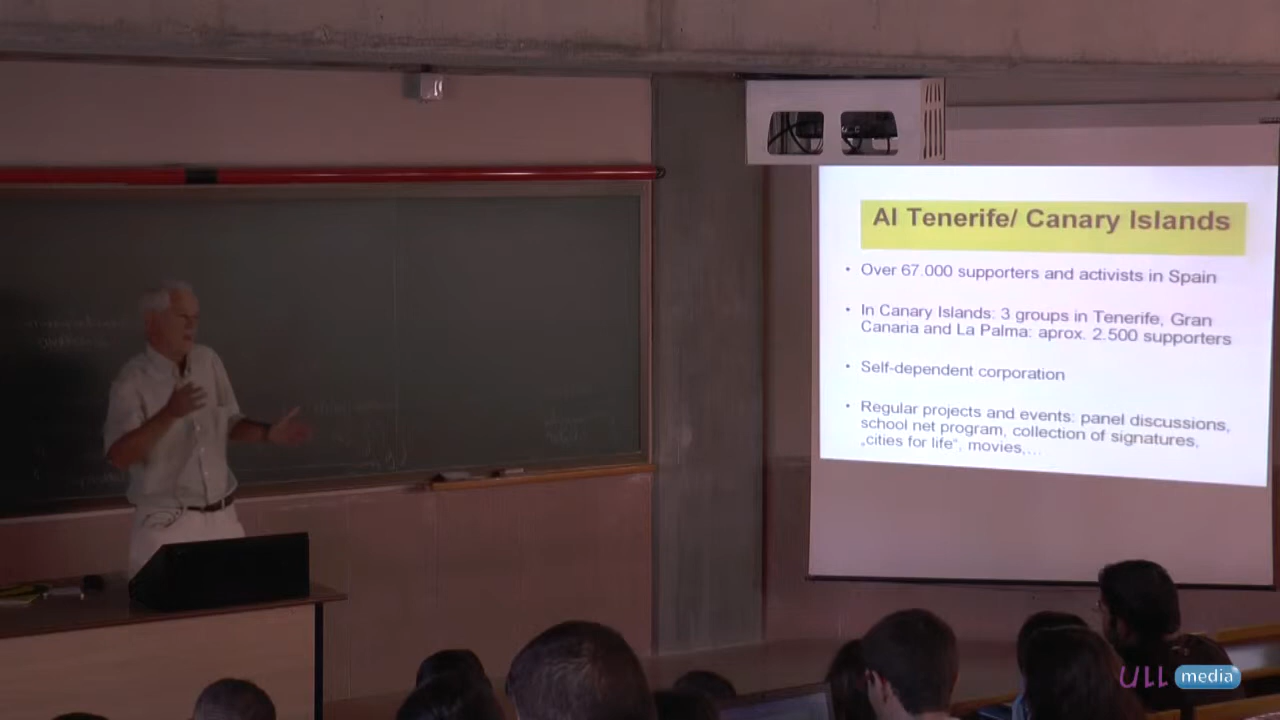 AI Tenerife/ Canary Islands
• Over 67.000 supporters and activists in Spain
• In Canary Islands: 3 groups in Tenerife, Gran
Canaria and La Palma: aprox. 2.500 supporters
• Self-dependent corporation
• Regular projects and events: panel discussions,
school net program, collection of signatures,
„cities for life“, movies,...
ULL media